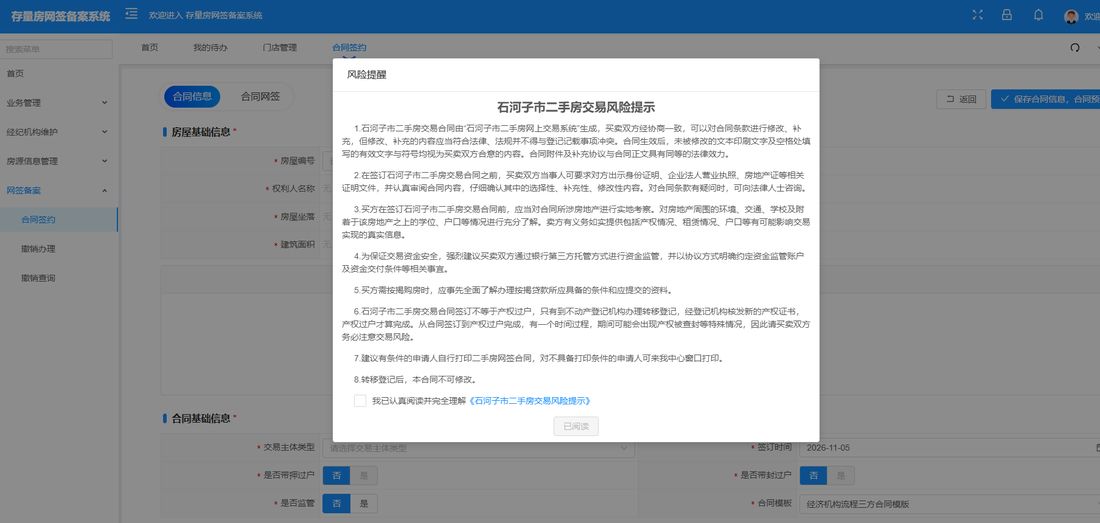 存量房网签备案系统
欢迎进入 存量房网签备案系统
欢迎
搜索菜单
首页 我的待办 门店管理 合同签约
首页
业务管理
经纪机构维护
房源信息管理
网签备案
合同签约
撤销办理
撤销查询
合同信息 合同网签
返回 保存合同信息，合同预
房屋基础信息 *
* 房屋编号
* 权利人名称 无
* 房屋坐落 无
* 建筑面积 无
风险提醒
石河子市二手房交易风险提示
1.石河子市二手房交易合同由“石河子市二手房网上交易系统”生成，买卖双方经协商一致，可以对合同条款进行修改、补
充，但修改、补充的内容应当符合法律、法规并不得与登记记载事项冲突。合同生效后，未被修改的文本印刷文字及空格处填
写的有效文字与符号均视为买卖双方合意的内容。合同附件及补充协议与合同正文具有同等的法律效力。
2.在签订石河子市二手房交易合同之前，买卖双方当事人可要求对方出示身份证明、企业法人营业执照、房地产证等相关
证明文件，并认真审阅合同内容，仔细确认其中的选择性、补充性、修改性内容。对合同条款有疑问时，可向法律人士咨询。
3.买方在签订石河子市二手房交易合同前，应当对合同所涉房地产进行实地考察。对房地产周围的环境、交通、学校及附
着于该房地产之上的学位、户口等情况进行充分了解。卖方有义务如实提供包括产权情况、租赁情况、户口等有可能影响交易
实现的真实信息。
4.为保证交易资金安全，强烈建议买卖双方通过银行第三方托管方式进行资金监管，并以协议方式明确约定资金监管账户
及资金交付条件等相关事宜。
5.买方需按揭购房时，应事先全面了解办理按揭贷款所应具备的条件和应提交的资料。
6.石河子市二手房交易合同签订不等于产权过户，只有到不动产登记机构办理转移登记，经登记机构核发新的产权证书，
产权过户才算完成。从合同签订到产权过户完成，有一个时间过程，期间可能会出现产权被查封等特殊情况，因此请买卖双方
务必注意交易风险。
7.建议有条件的申请人自行打印二手房网签合同，对不具备打印条件的申请人可来我中心窗口打印。
8.转移登记后，本合同不可修改。
我已认真阅读并完全理解《石河子市二手房交易风险提示》
已阅读
合同基础信息 *
* 交易主体类型 请选择交易主体类型 * 签订时间 2026-11-05
* 是否带押过户 否 是 * 是否带封过户 否 是
* 是否监管 否 是 * 合同模板 经济机构流程三方合同模版